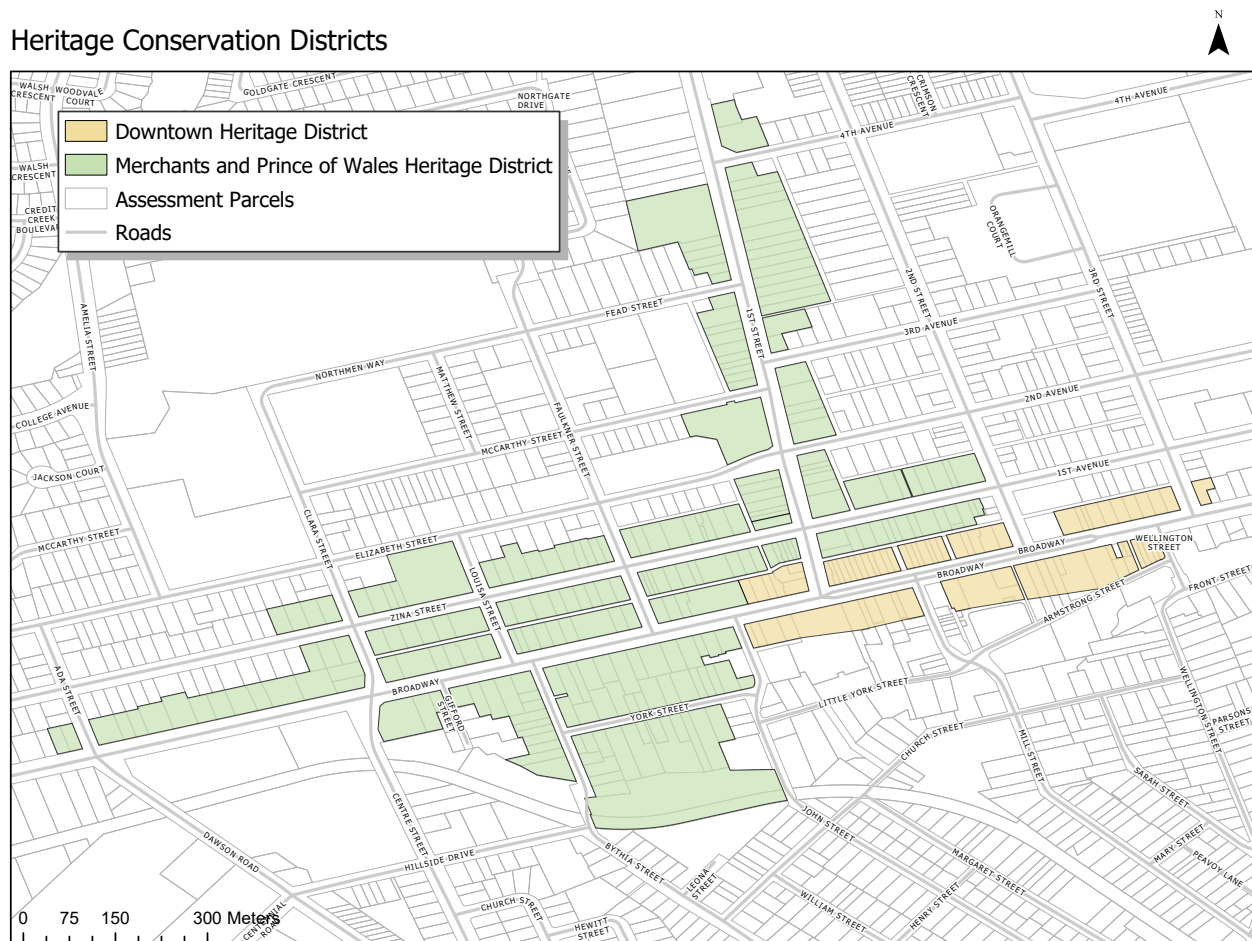 N
Heritage Conservation Districts
WALSH
CRESCENT
WOODVALE
COURT
GOLDGATE CRESCENT
NORTHGATE
DRIVE
CRIMSON
CRESCENT
4TH AVENUE
4TH AVENUE
Downtown Heritage District
Merchants and Prince of Wales Heritage District
Assessment Parcels
Roads
WALSH
CRESCENT
CREDIT
CREEK
BOULEVA
ORANGEMILL
COURT
AMELIA STREET
FEAD STREET
1ST STREET
2ND STREET
3RD STREET
3RD AVENUE
NORTHMEN WAY
MATTHEW STREET
FAULKNER STREET
2ND AVENUE
COLLEGE AVENUE
MCCARTHY STREET
JACKSON COURT
1ST AVENUE
MCCARTHY STREET
CLARA STREET
ELIZABETH STREET
LOUISA STREET
ZINA STREET
BROADWAY
BROADWAY
WELLINGTON
STREET
FRONT STREET
ARMSTRONG STREET
ADA STREET
BROADWAY
GIFFORD
STREET
YORK STREET
LITTLE YORK STREET
CHURCH STREET
MILL STREET
WELLINGTON STREET
PARSONS
STREET
SARAH STREET
DAWSON ROAD
CENTRE STREET
HILLSIDE DRIVE
BYTHIA STREET
JOHN STREET
MARGARET STREET
MARY STREET
PEAVOY LANE
LEONA
STREET
WILLIAM STREET
HENRY STREET
CHURCH STREET
HEWITT
STREET
CENTENNIAL
ROAD
0 75 150 300 Meters